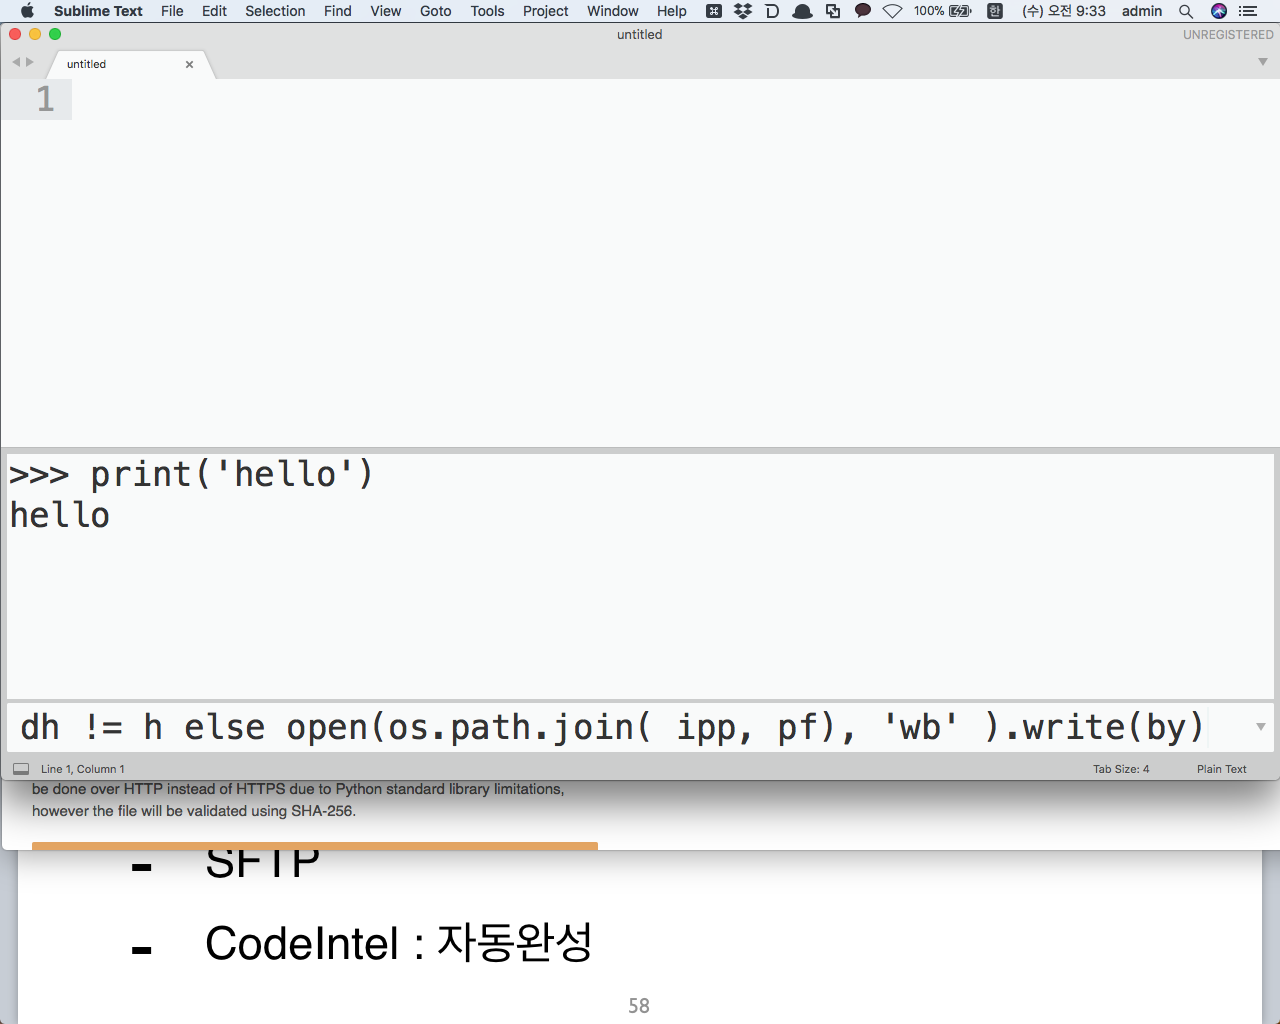 Sublime Text File Edit Selection Find View Goto Tools Project Window Help 100% 한 (수) 오전 9:33 admin
untitled
UNREGISTERED
untitled
1
>>> print('hello')
hello
dh != h else open(os.path.join( ipp, pf), 'wb' ).write(by)
Line 1, Column 1 Tab Size: 4 Plain Text
be done over HTTP instead of HTTPS due to Python standard library limitations,
however the file will be validated using SHA-256.
- SFTP
- CodeIntel : 자동완성
58